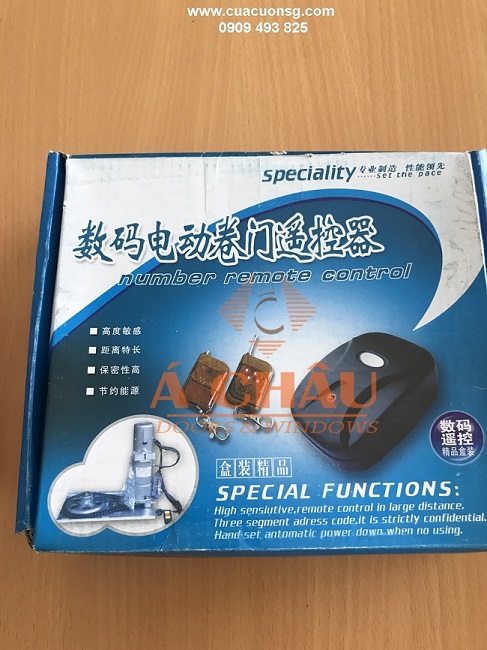 www.cuacuonsg.com
0909 493 825
speciality 专业制造 性能领先
......set the pace
数码电动卷门遥控器
number remote control
■ 高度敏感
■ 距离特长
■ 保密性高
■ 节约能源
Á CHÂU
DOORS & WINDOWS
数码
遥控
精品盒装
盒装精品
SPECIAL FUNCTIONS:
High sensiutive,remote control in large distance.
Three segment adress code,it is strictly confidential.
Hand set antomatic power down when no using.